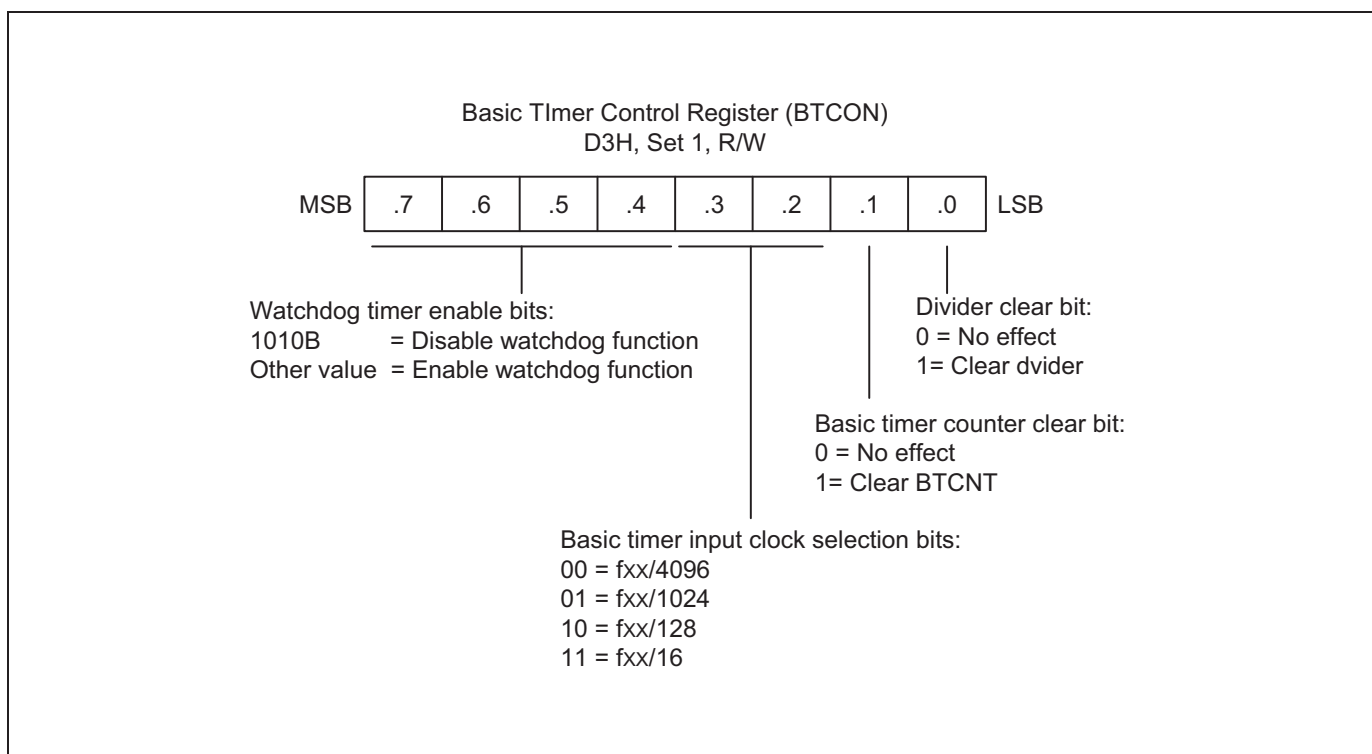 Basic TImer Control Register (BTCON)
D3H, Set 1, R/W
MSB .7 .6 .5 .4 .3 .2 .1 .0 LSB
Watchdog timer enable bits:
1010B = Disable watchdog function
Other value = Enable watchdog function
Divider clear bit:
0 = No effect
1= Clear dvider
Basic timer counter clear bit:
0 = No effect
1= Clear BTCNT
Basic timer input clock selection bits:
00 = fxx/4096
01 = fxx/1024
10 = fxx/128
11 = fxx/16